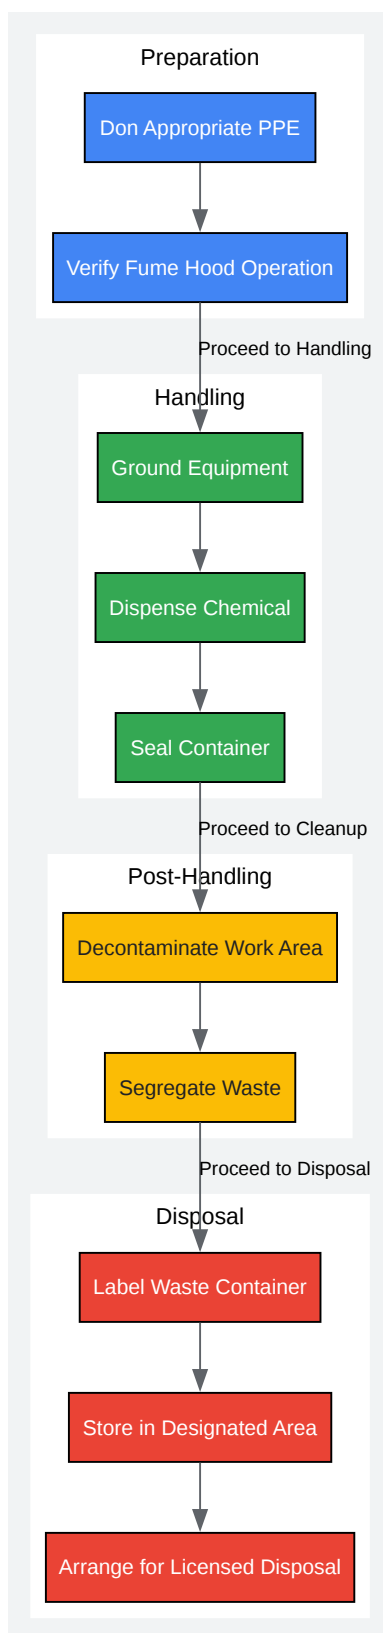 Preparation
Don Appropriate PPE
Verify Fume Hood Operation
Proceed to Handling
Handling
Ground Equipment
Dispense Chemical
Seal Container
Proceed to Cleanup
Post-Handling
Decontaminate Work Area
Segregate Waste
Proceed to Disposal
Disposal
Label Waste Container
Store in Designated Area
Arrange for Licensed Disposal